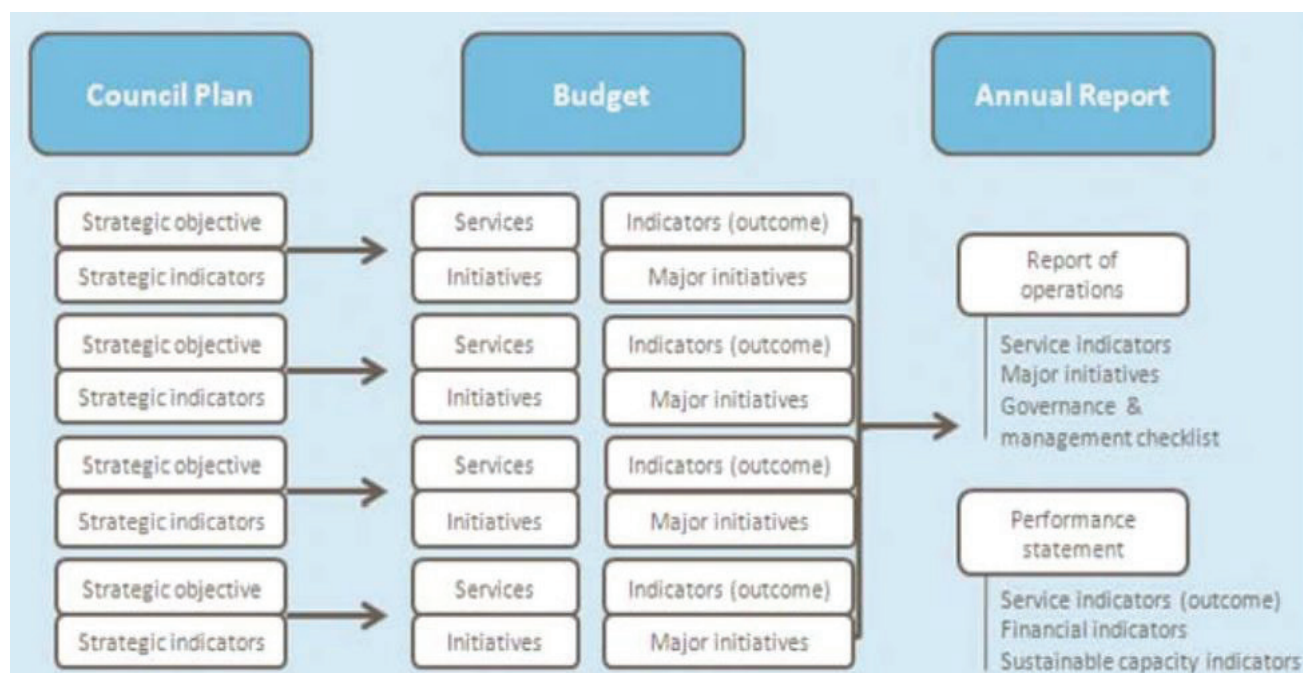 Council Plan
Budget
Annual Report
Strategic objective
Strategic indicators
Services
Initiatives
Indicators (outcome)
Major initiatives
Strategic objective
Strategic indicators
Services
Initiatives
Indicators (outcome)
Major initiatives
Strategic objective
Strategic indicators
Services
Initiatives
Indicators (outcome)
Major initiatives
Strategic objective
Strategic indicators
Services
Initiatives
Indicators (outcome)
Major initiatives
Report of
operations
Service indicators
Major initiatives
Governance &
management checklist
Performance
statement
Service indicators (outcome)
Financial indicators
Sustainable capacity indicators